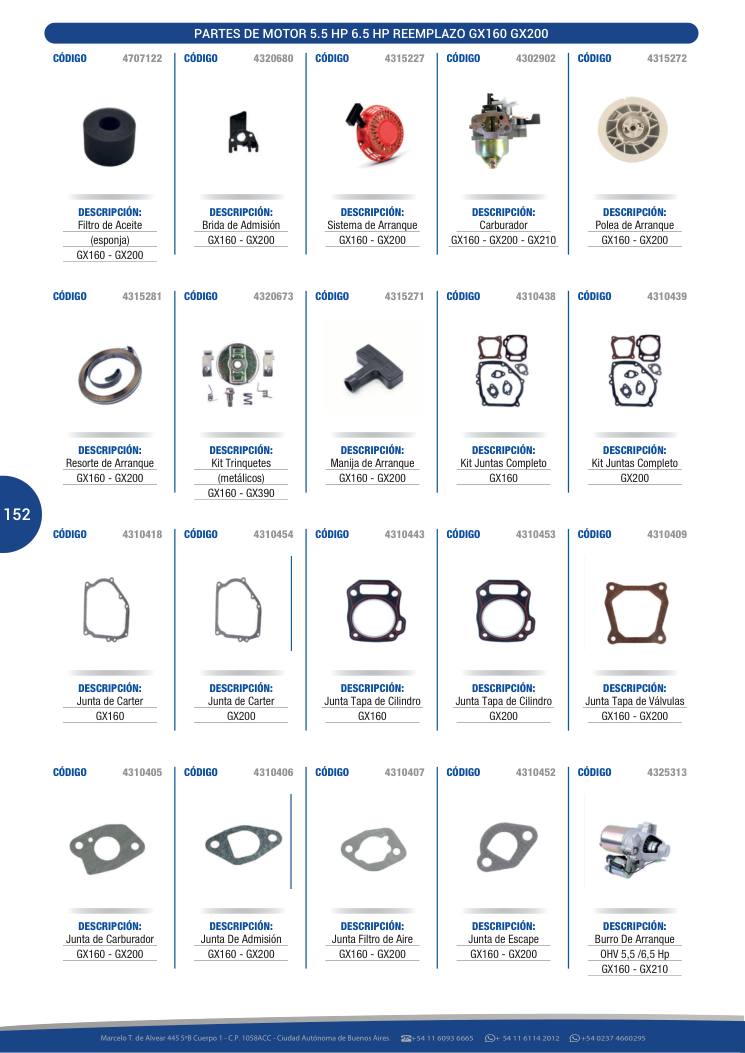 PARTES DE MOTOR 5.5 HP 6.5 HP REEMPLAZO GX160 GX200
CÓDIGO 4707122
DESCRIPCIÓN:
Filtro de Aceite
(esponja)
GX160 - GX200
CÓDIGO 4320680
DESCRIPCIÓN:
Brida de Admisión
GX160 - GX200
CÓDIGO 4315227
DESCRIPCIÓN:
Sistema de Arranque
GX160 - GX200
CÓDIGO 4302902
DESCRIPCIÓN:
Carburador
GX160 - GX200 - GX210
CÓDIGO 4315272
DESCRIPCIÓN:
Polea de Arranque
GX160 - GX200
CÓDIGO 4315281
DESCRIPCIÓN:
Resorte de Arranque
GX160 - GX200
CÓDIGO 4320673
DESCRIPCIÓN:
Kit Trinquetes
(metálicos)
GX160 - GX390
CÓDIGO 4315271
DESCRIPCIÓN:
Manija de Arranque
GX160 - GX200
CÓDIGO 4310438
DESCRIPCIÓN:
Kit Juntas Completo
GX160
CÓDIGO 4310439
DESCRIPCIÓN:
Kit Juntas Completo
GX200
152
CÓDIGO 4310418
DESCRIPCIÓN:
Junta de Carter
GX160
CÓDIGO 4310454
DESCRIPCIÓN:
Junta de Carter
GX200
CÓDIGO 4310443
DESCRIPCIÓN:
Junta Tapa de Cilindro
GX160
CÓDIGO 4310453
DESCRIPCIÓN:
Junta Tapa de Cilindro
GX200
CÓDIGO 4310409
DESCRIPCIÓN:
Junta Tapa de Válvulas
GX160 - GX200
CÓDIGO 4310405
DESCRIPCIÓN:
Junta de Carburador
GX160 - GX200
CÓDIGO 4310406
DESCRIPCIÓN:
Junta De Admisión
GX160 - GX200
CÓDIGO 4310407
DESCRIPCIÓN:
Junta Filtro de Aire
GX160 - GX200
CÓDIGO 4310452
DESCRIPCIÓN:
Junta de Escape
GX160 - GX200
CÓDIGO 4325313
DESCRIPCIÓN:
Burro De Arranque
OHV 5,5 /6,5 Hp
GX160 - GX210
Marcelo T. de Alvear 445 5ºB Cuerpo 1 - C.P. 1058ACC - Ciudad Autónoma de Buenos Aires. +54 11 6093 6665 + 54 11 6114 2012 +54 0237 4660295